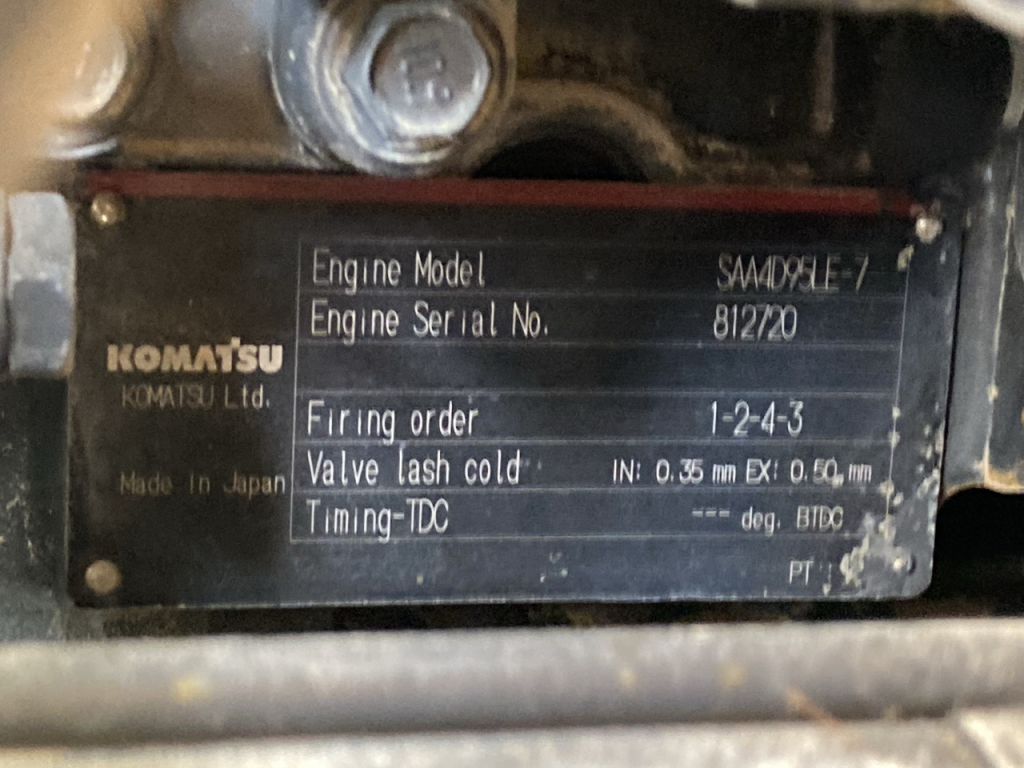 KOMATSU
KOMATSU Ltd.
Made in Japan
Engine Model SAA4D95LE-7
Engine Serial No. 812720
Firing order 1-2-4-3
Valve lash cold IN: 0.35 mm EX: 0.50 mm
Timing-TDC --- deg. BTDC
PT